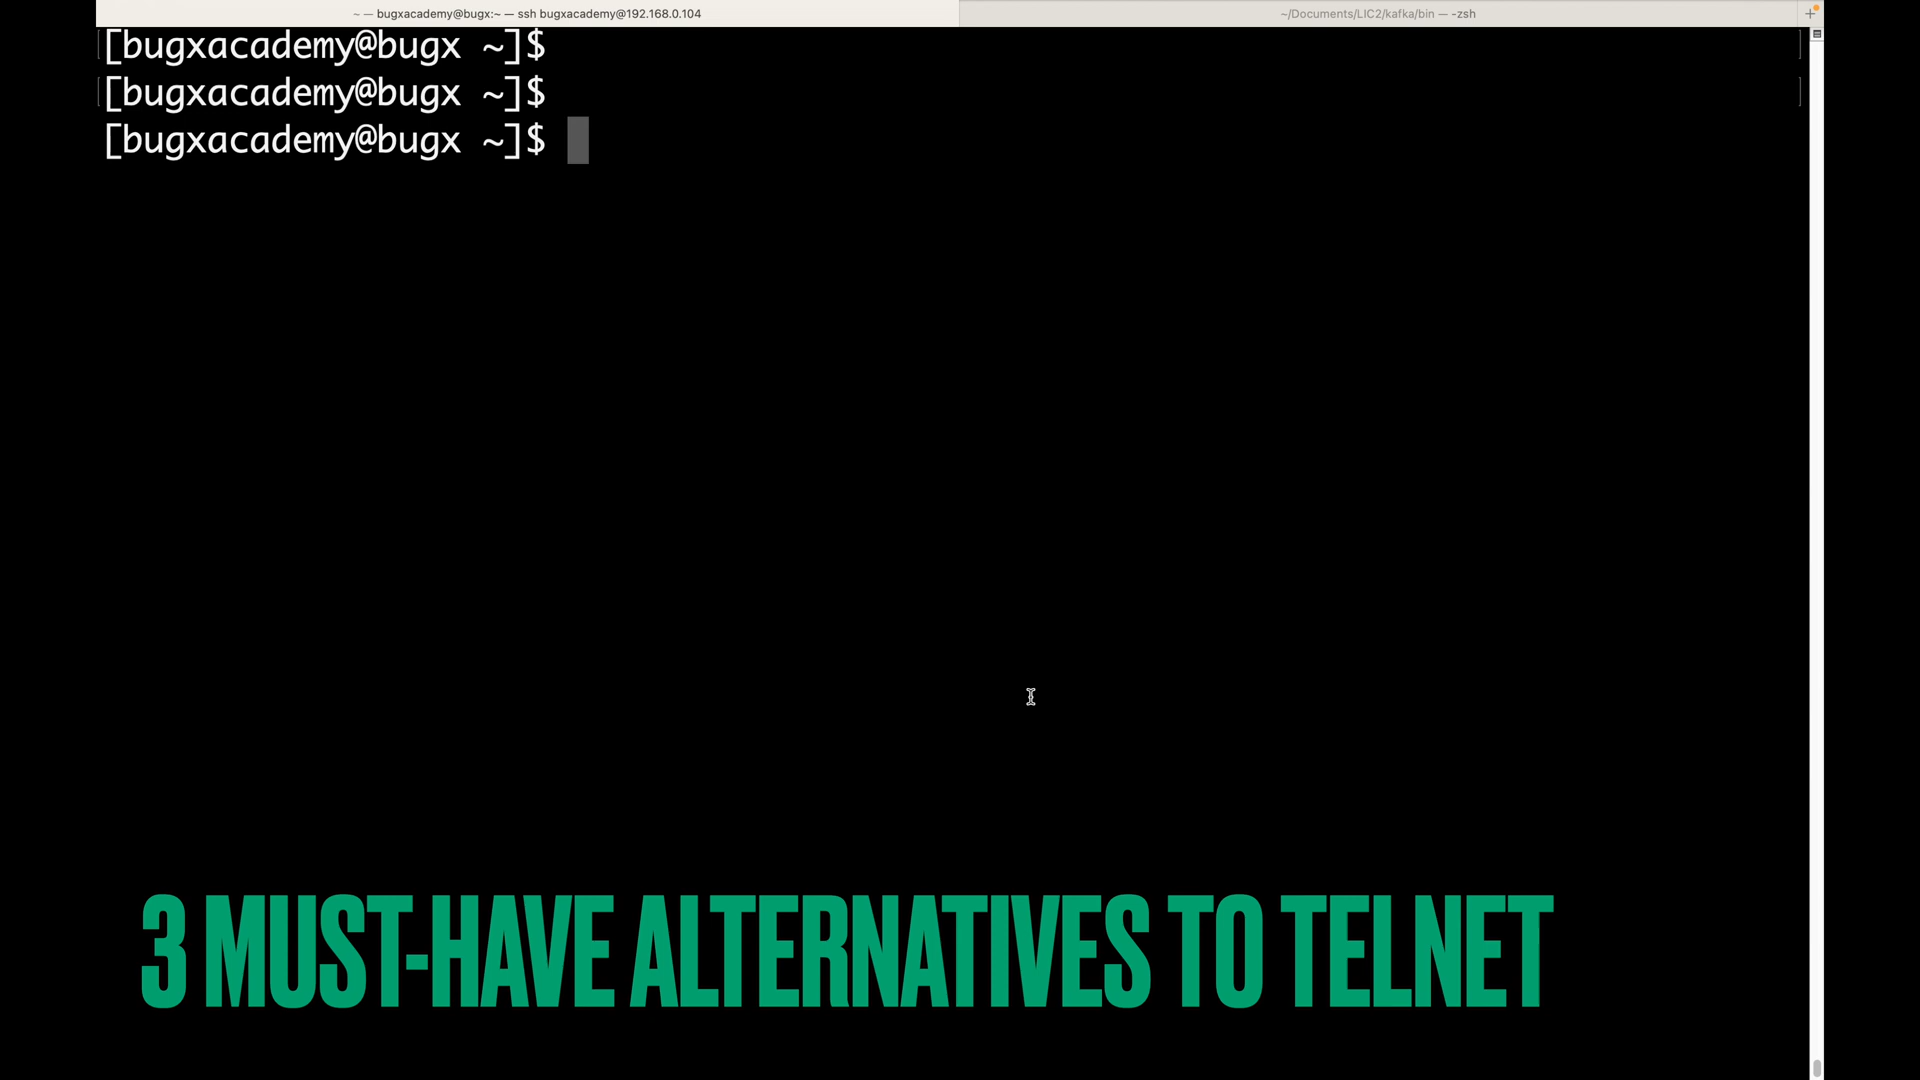 ~ — bugxacademy@bugx:~ — ssh bugxacademy@192.168.0.104
~/Documents/LIC2/kafka/bin — -zsh
[bugxacademy@bugx ~]$
[bugxacademy@bugx ~]$
[bugxacademy@bugx ~]$
3 MUST-HAVE ALTERNATIVES TO TELNET